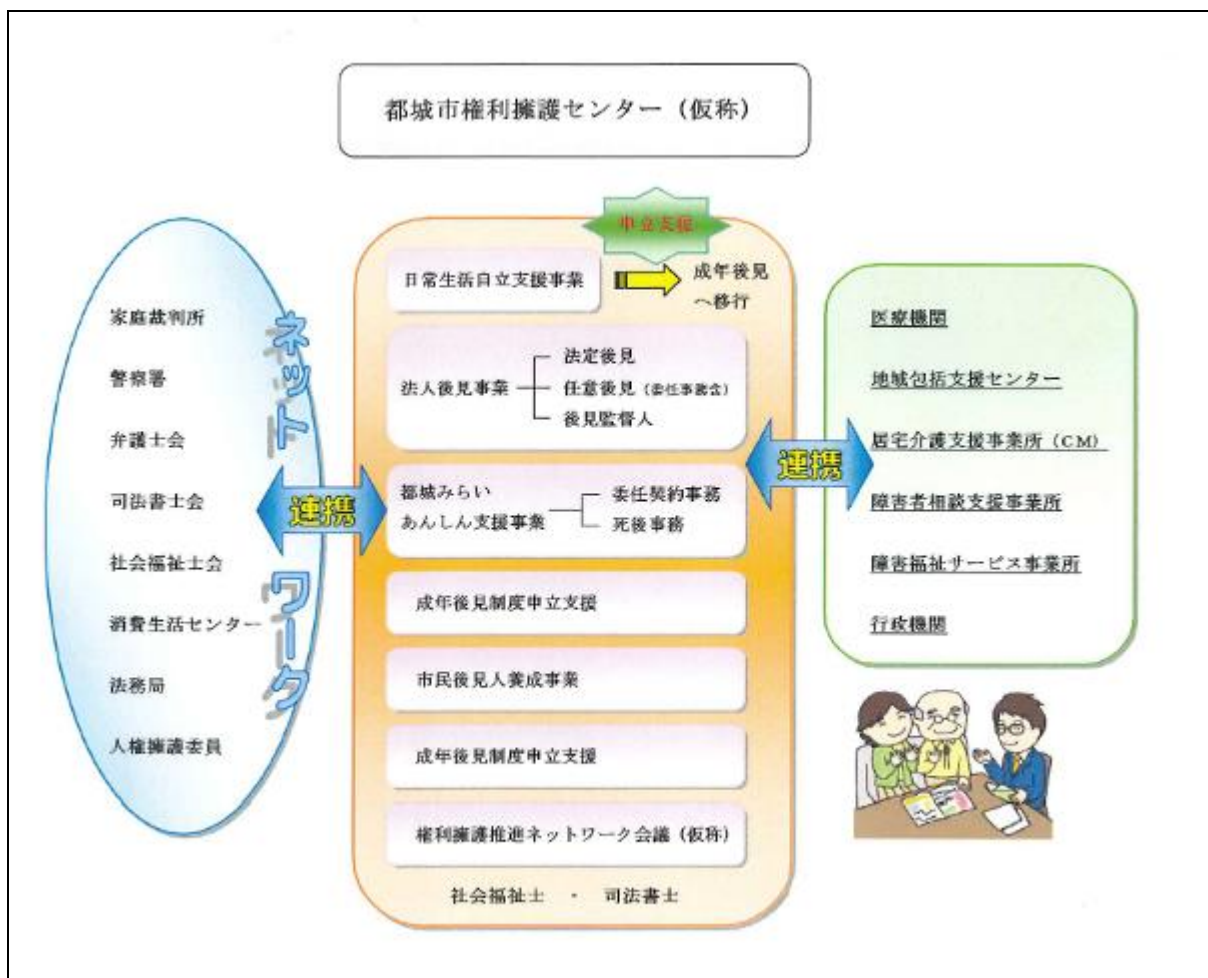 都城市権利擁護センター（仮称）
家庭裁判所
警察署
弁護士会
司法書士会
社会福祉士会
消費生活センター
法務局
人権擁護委員
ネットワーク
連携
申立支援
日常生活自立支援事業
成年後見
へ移行
法人後見事業
法定後見
任意後見（委任事務含）
後見監督人
都城みらい
あんしん支援事業
委任契約事務
死後事務
成年後見制度申立支援
市民後見人養成事業
成年後見制度申立支援
権利擁護推進ネットワーク会議（仮称）
社会福祉士　・　司法書士
連携
医療機関
地域包括支援センター
居宅介護支援事業所（CM）
障害者相談支援事業所
障害福祉サービス事業所
行政機関